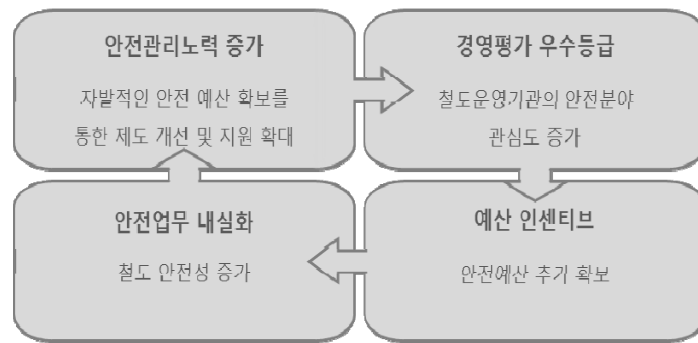 안전관리노력 증가
자발적인 안전 예산 확보를
통한 제도 개선 및 지원 확대
경영평가 우수등급
철도운영기관의 안전분야
관심도 증가
안전업무 내실화
철도 안전성 증가
예산 인센티브
안전예산 추가 확보